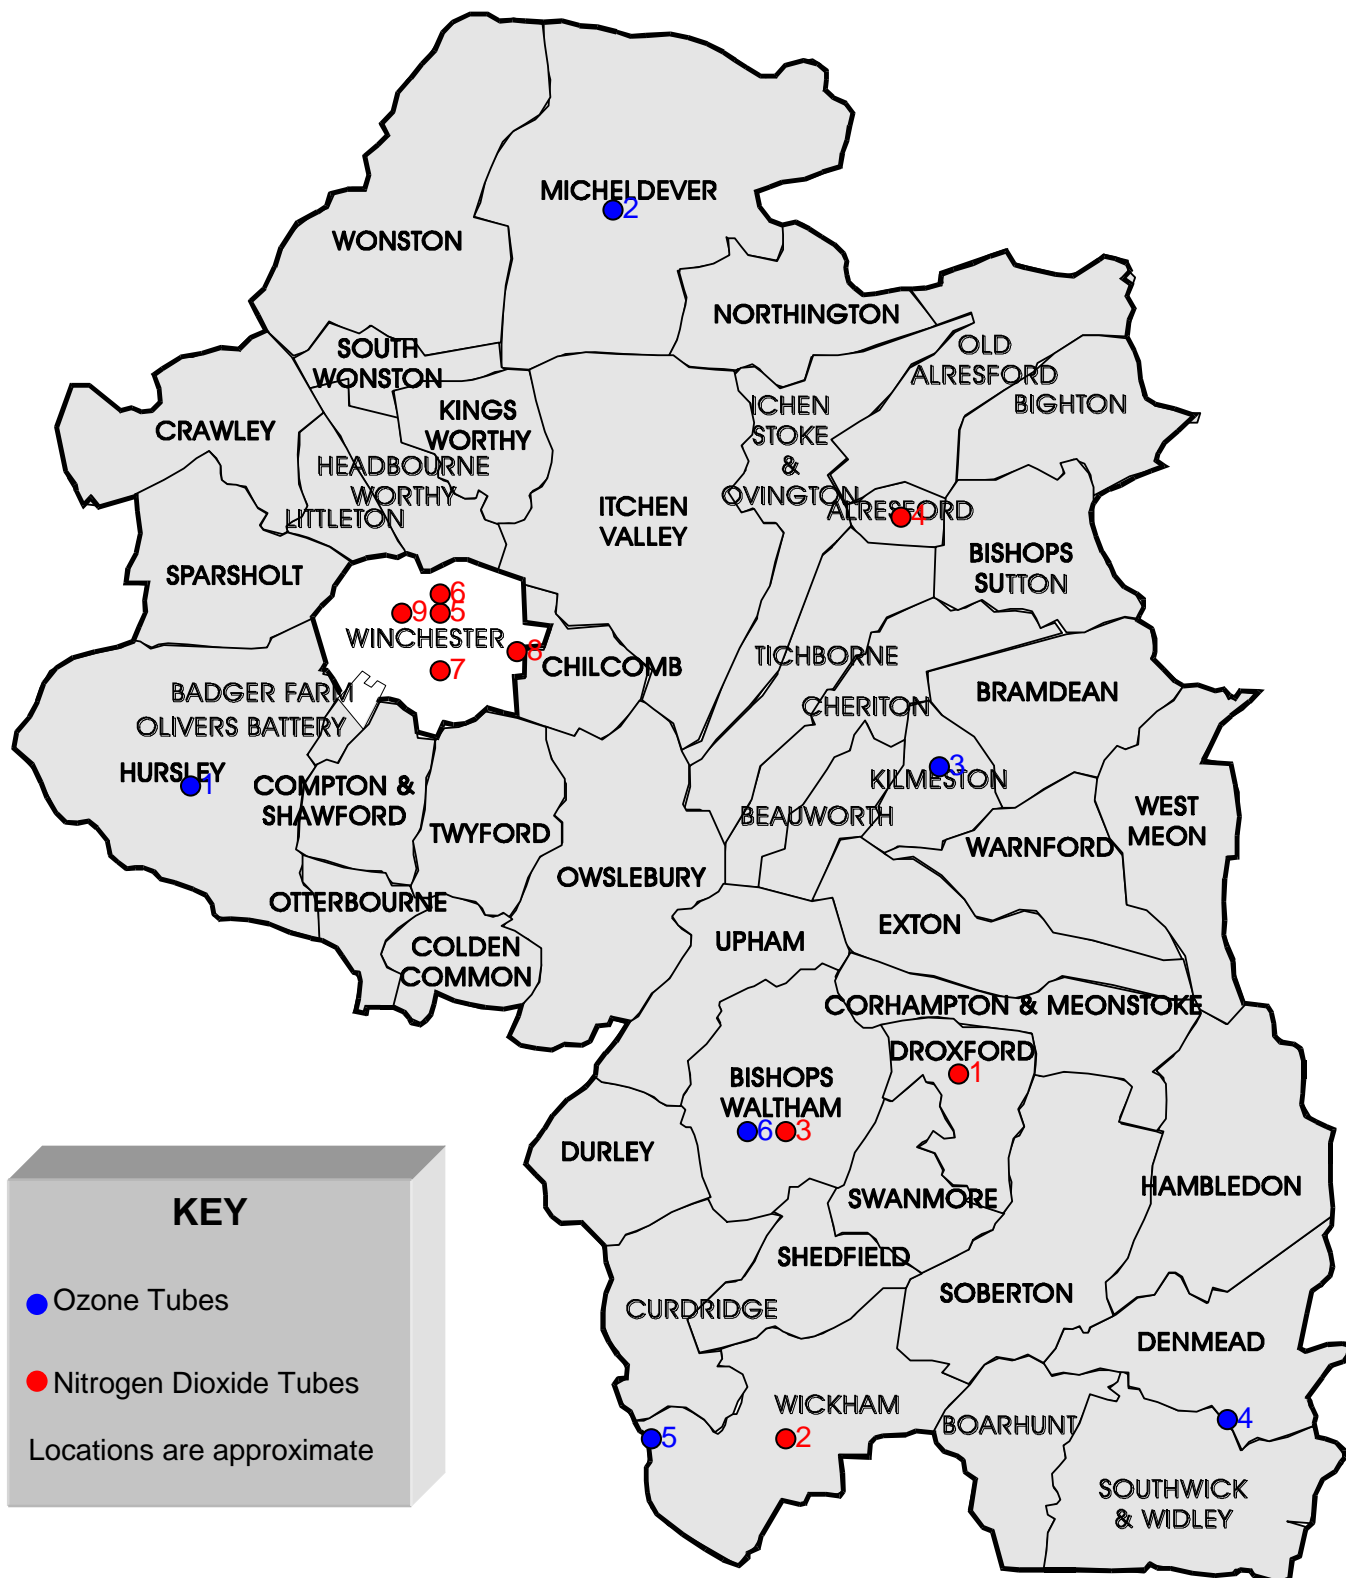 MICHELDEVER
2
WONSTON
NORTHINGTON
SOUTH
WONSTON
OLD
ALRESFORD
BIGHTON
CRAWLEY
KINGS
WORTHY
ICHEN
STOKE
&
OVINGTON
HEADBOURNE
WORTHY
LITTLETON
ITCHEN
VALLEY
ALRESFORD
4
BISHOPS
SUTTON
SPARSHOLT
6
9
5
WINCHESTER
8
7
CHILCOMB
TICHBORNE
BRAMDEAN
BADGER FARM
OLIVERS BATTERY
CHERITON
HURSLEY
1
COMPTON &
SHAWFORD
3
KILMESTON
BEAUWORTH
WEST
MEON
TWYFORD
WARNFORD
OWSLEBURY
OTTERBOURNE
EXTON
UPHAM
COLDEN
COMMON
CORHAMPTON & MEONSTOKE
DROXFORD
1
BISHOPS
WALTHAM
6
3
DURLEY
SWANMORE
HAMBLEDON
SHEDFIELD
SOBERTON
CURDRIDGE
DENMEAD
WICKHAM
BOARHUNT
4
5
2
SOUTHWICK
& WIDLEY
KEY
Ozone Tubes
Nitrogen Dioxide Tubes
Locations are approximate